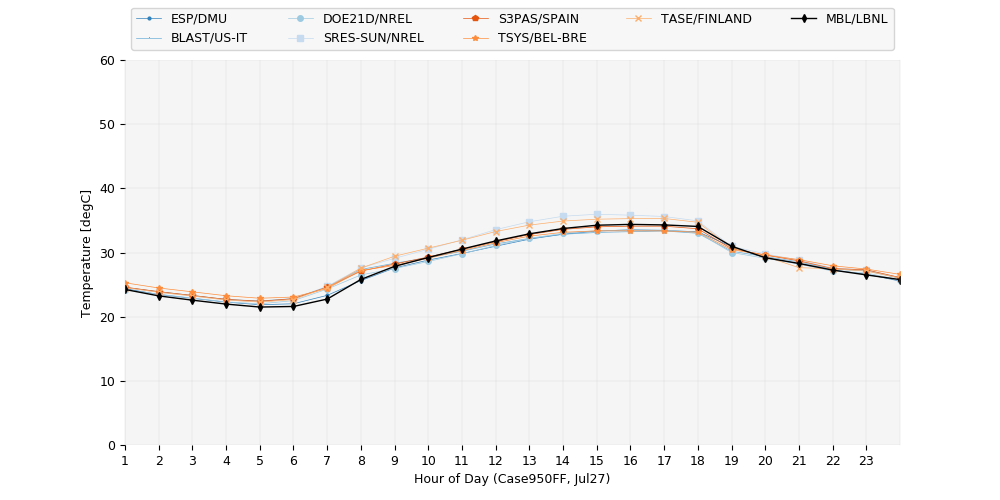 ESP/DMU DOE21D/NREL S3PAS/SPAIN TASE/FINLAND MBL/LBNL
BLAST/US-IT SRES-SUN/NREL TSYS/BEL-BRE
60
50
40
30
20
10
0
Temperature [degC]
1 2 3 4 5 6 7 8 9 10 11 12 13 14 15 16 17 18 19 20 21 22 23
Hour of Day (Case950FF, Jul27)